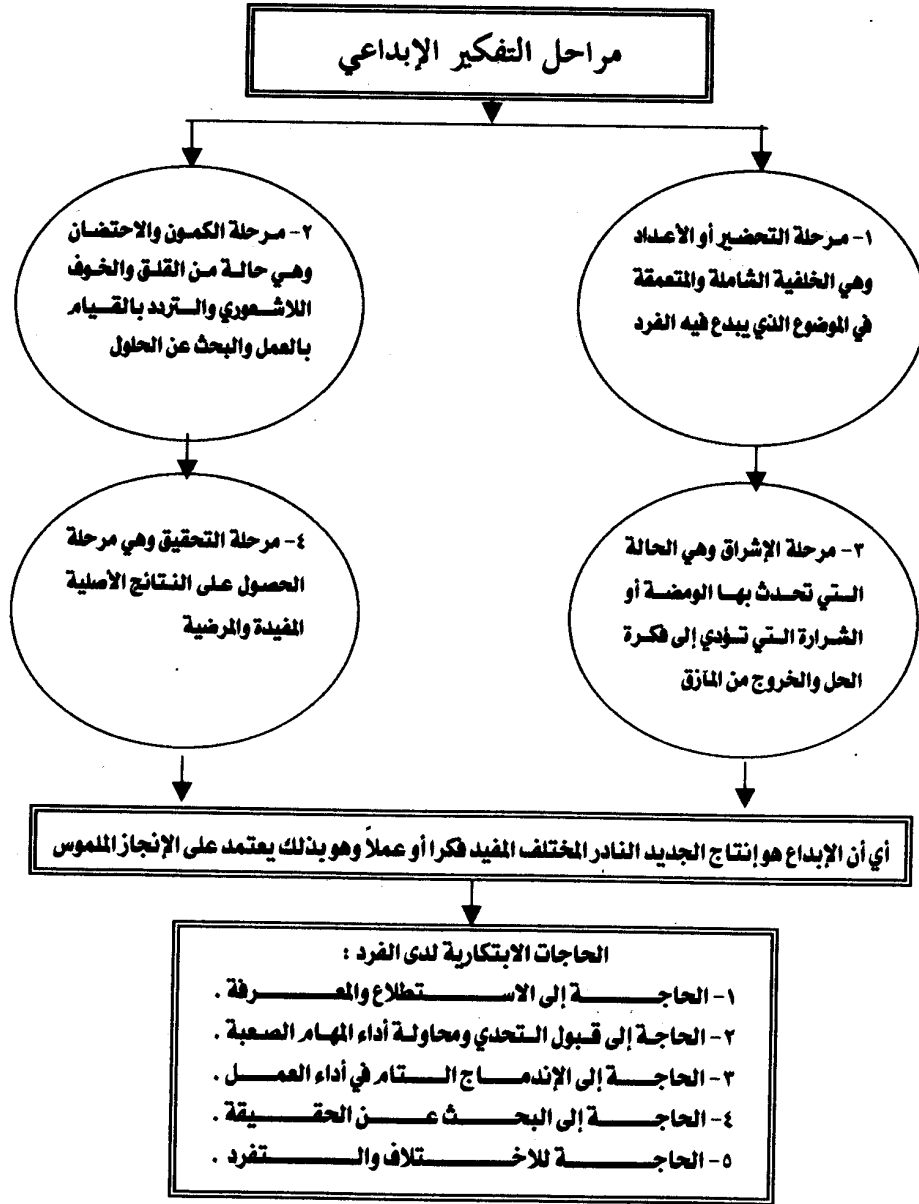 مراحل التفكير الإبداعي
١- مرحلة التحضير أو الأعداد
وهي الخلفية الشاملة والمتعمقة
في الموضوع الذي يبدع فيه الفرد
٢- مرحلة الكمون والاحتضان
وهي حالة من القلق والخوف
اللاشعوري والتردد بالقيام
بالعمل والبحث عن الحلول
٣- مرحلة الإشراق وهي الحالة
التي تحدث بها الومضة أو
الشرارة التي تؤدي إلى فكرة
الحل والخروج من المأزق
٤- مرحلة التحقيق وهي مرحلة
الحصول على النتائج الأصلية
المفيدة والمرضية
أي أن الإبداع هو إنتاج الجديد النادر المختلف المفيد فكرا أو عملاً وهو بذلك يعتمد على الإنجاز الملموس
الحاجات الابتكارية لدى الفرد :
١- الحاجة إلى الاستطلاع والمعرفة .
٢- الحاجة إلى قبول التحدي ومحاولة أداء المهام الصعبة .
٣- الحاجة إلى الإندماج التام في أداء العمل .
٤- الحاجة إلى البحث عن الحقيقة .
٥- الحاجة للاختلاف والتفرد .